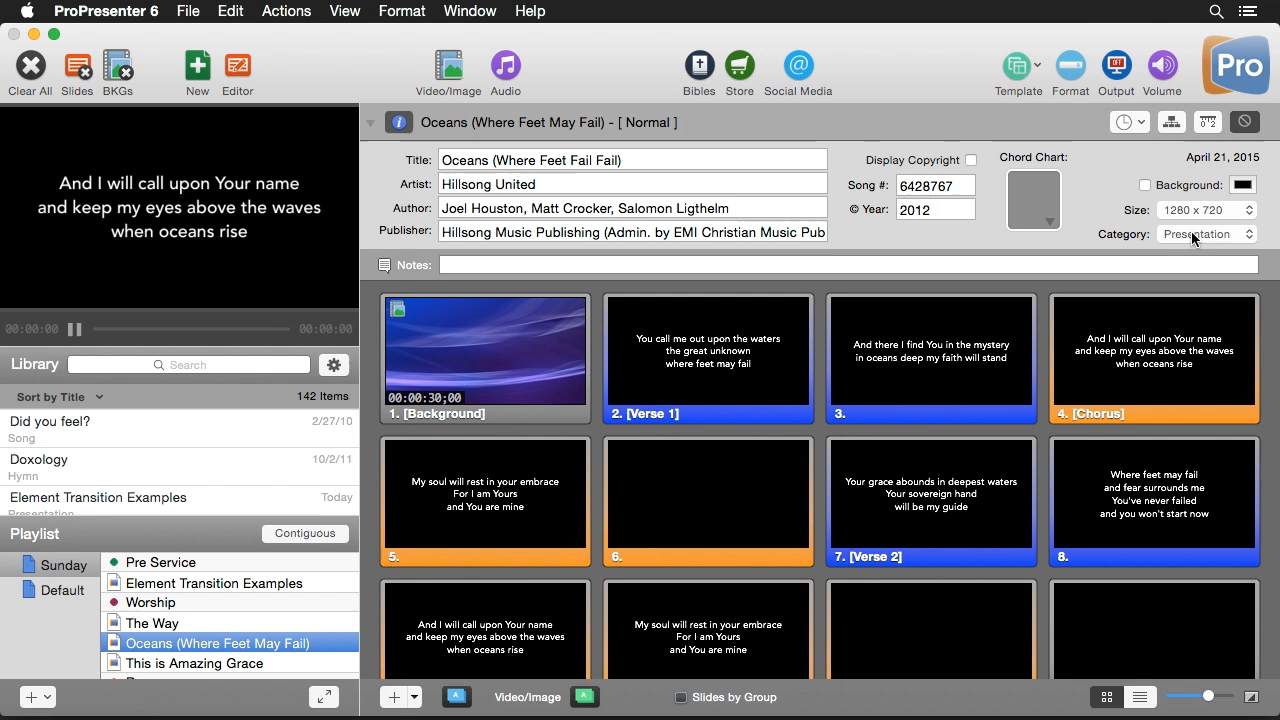 ProPresenter 6 File Edit Actions View Format Window Help
Clear All Slides BKGs New Editor Video/Image Audio Bibles Store Social Media Template Format Output Volume
OFF
Pro
And I will call upon Your name
and keep my eyes above the waves
when oceans rise
00:00:00 00:00:00
Library Search
Sort by Title 142 Items
Did you feel? 2/27/10
Song
Doxology 10/2/11
Hymn
Element Transition Examples Today
Presentation
Playlist Contiguous
Sunday
Default
Pre Service
Element Transition Examples
Worship
The Way
Oceans (Where Feet May Fail)
This is Amazing Grace
Oceans (Where Feet May Fail) - [ Normal ]
Title: Oceans (Where Feet Fail Fail)
Artist: Hillsong United
Author: Joel Houston, Matt Crocker, Salomon Ligthelm
Publisher: Hillsong Music Publishing (Admin. by EMI Christian Music Pub
Display Copyright
Song #: 6428767
© Year: 2012
Chord Chart:
April 21, 2015
Background:
Size: 1280 x 720
Category: Presentation
Notes:
00:00:30;00
1. [Background]
You call me out upon the waters
the great unknown
where feet may fail
2. [Verse 1]
And there I find You in the mystery
in oceans deep my faith will stand
3.
And I will call upon Your name
and keep my eyes above the waves
when oceans rise
4. [Chorus]
My soul will rest in your embrace
For I am Yours
and You are mine
5.
6.
Your grace abounds in deepest waters
Your sovereign hand
will be my guide
7. [Verse 2]
Where feet may fail
and fear surrounds me
You've never failed
and you won't start now
8.
And I will call upon Your name
and keep my eyes above the waves
when oceans rise
My soul will rest in your embrace
For I am Yours
and You are mine
Video/Image
Slides by Group